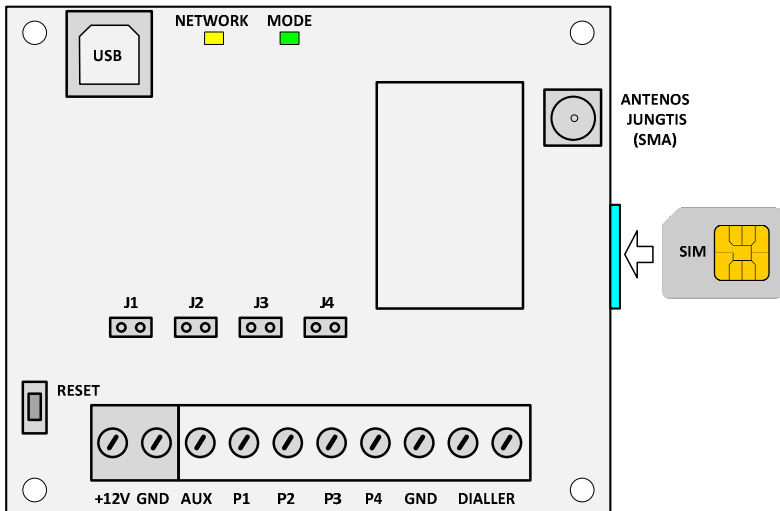 NETWORK MODE
USB
ANTENOS
JUNGTIS
(SMA)
SIM
J1 J2 J3 J4
RESET
+12V GND AUX P1 P2 P3 P4 GND DIALLER